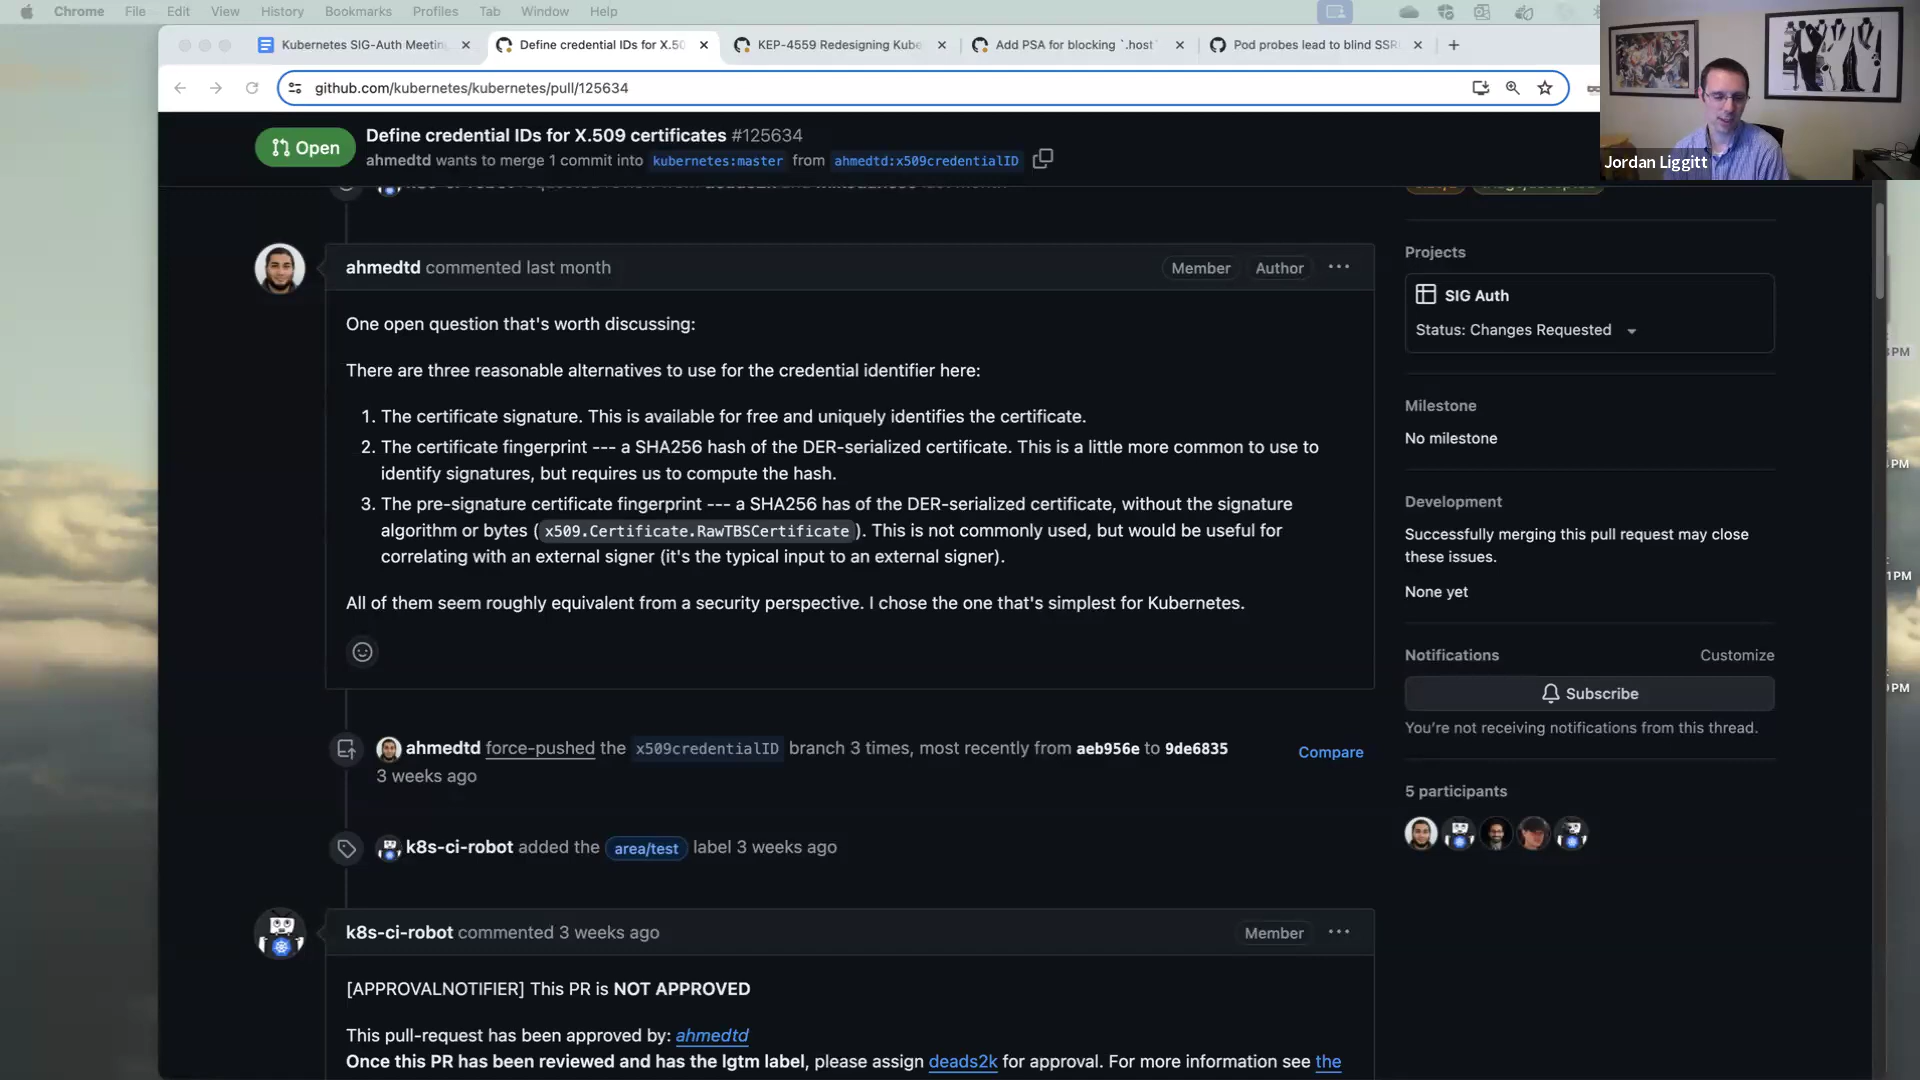 Chrome File Edit View History Bookmarks Profiles Tab Window Help
Kubernetes SIG-Auth Meetin
Define credential IDs for X.50
KEP-4559 Redesigning Kube
Add PSA for blocking `.host`
Pod probes lead to blind SSR
github.com/kubernetes/kubernetes/pull/125634
Jordan Liggitt
Open
Define credential IDs for X.509 certificates #125634
ahmedtd wants to merge 1 commit into kubernetes:master from ahmedtd:x509credentialID
ahmedtd commented last month
Member
Author
One open question that's worth discussing:
There are three reasonable alternatives to use for the credential identifier here:
1. The certificate signature. This is available for free and uniquely identifies the certificate.
2. The certificate fingerprint --- a SHA256 hash of the DER-serialized certificate. This is a little more common to use to
identify signatures, but requires us to compute the hash.
3. The pre-signature certificate fingerprint --- a SHA256 has of the DER-serialized certificate, without the signature
algorithm or bytes (x509.Certificate.RawTBSCertificate). This is not commonly used, but would be useful for
correlating with an external signer (it's the typical input to an external signer).
All of them seem roughly equivalent from a security perspective. I chose the one that's simplest for Kubernetes.
ahmedtd force-pushed the x509credentialID branch 3 times, most recently from aeb956e to 9de6835
3 weeks ago
Compare
k8s-ci-robot added the area/test label 3 weeks ago
k8s-ci-robot commented 3 weeks ago
Member
[APPROVALNOTIFIER] This PR is NOT APPROVED
This pull-request has been approved by: ahmedtd
Once this PR has been reviewed and has the lgtm label, please assign deads2k for approval. For more information see the
Projects
SIG Auth
Status: Changes Requested
Milestone
No milestone
Development
Successfully merging this pull request may close
these issues.
None yet
Notifications
Customize
Subscribe
You're not receiving notifications from this thread.
5 participants
PM
PM
1 PM
PM